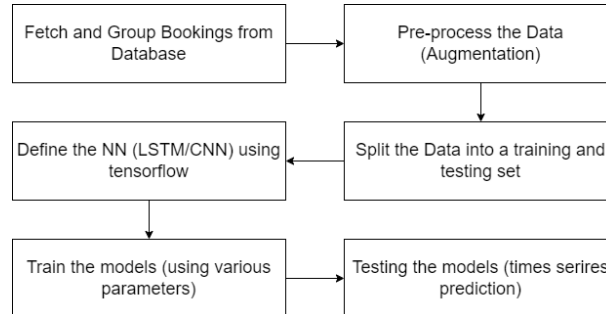 Fetch and Group Bookings from
Database
Pre-process the Data
(Augmentation)
Split the Data into a training and
testing set
Define the NN (LSTM/CNN) using
tensorflow
Train the models (using various
parameters)
Testing the models (times serires
prediction)